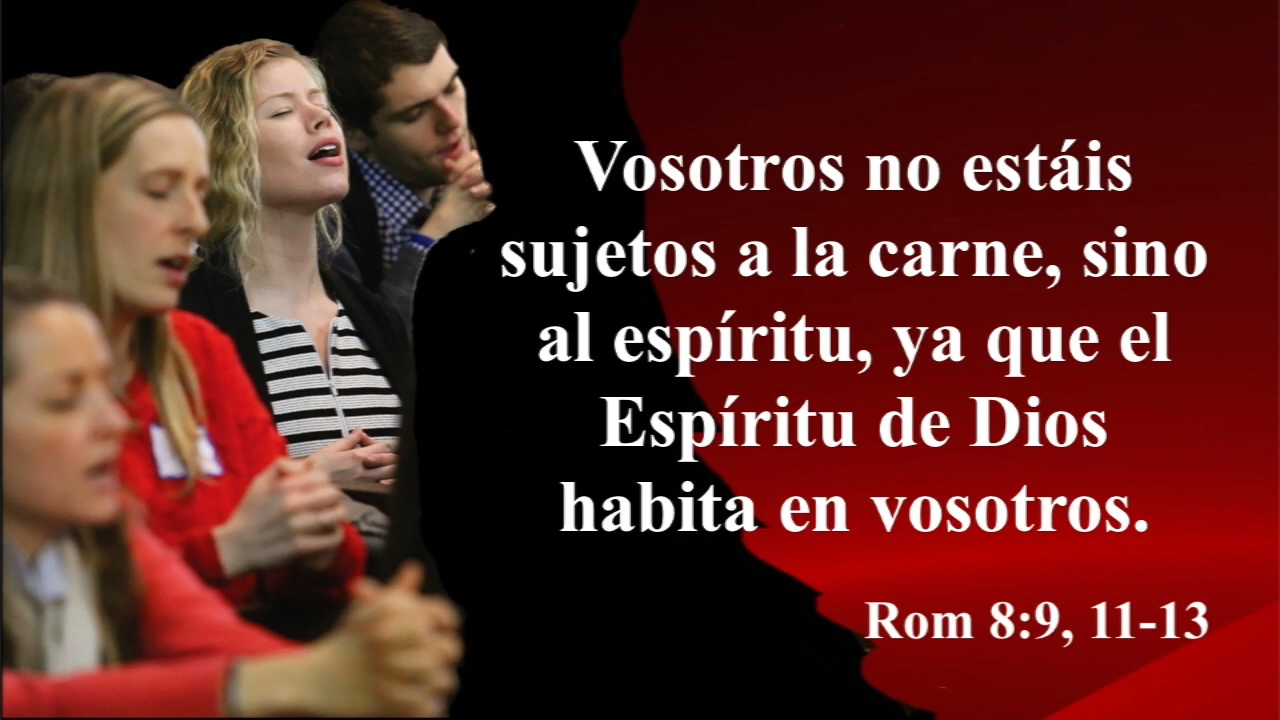 Vosotros no estáis
sujetos a la carne, sino
al espíritu, ya que el
Espíritu de Dios
habita en vosotros.
Rom 8:9, 11-13